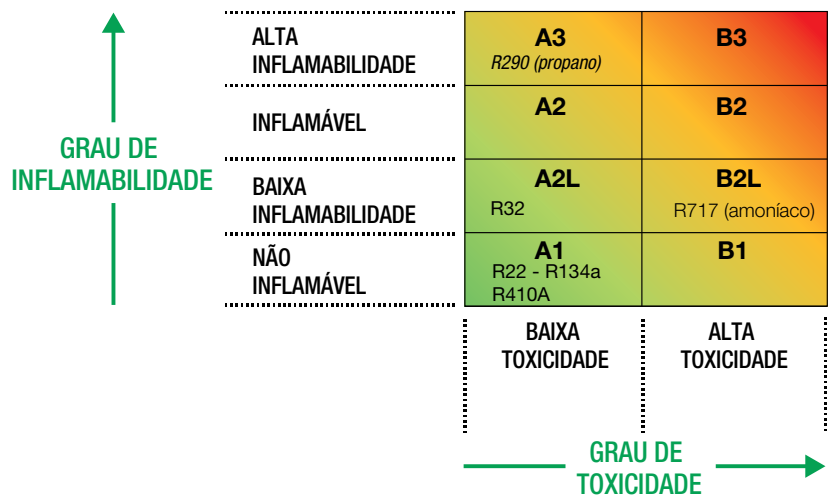 GRAU DE
INFLAMABILIDADE
ALTA
INFLAMABILIDADE
A3
R290 (propano)
B3
INFLAMÁVEL
A2
B2
BAIXA
INFLAMABILIDADE
A2L
R32
B2L
R717 (amoníaco)
NÃO
INFLAMÁVEL
A1
R22 - R134a
R410A
B1
BAIXA
TOXICIDADE
ALTA
TOXICIDADE
GRAU DE
TOXICIDADE